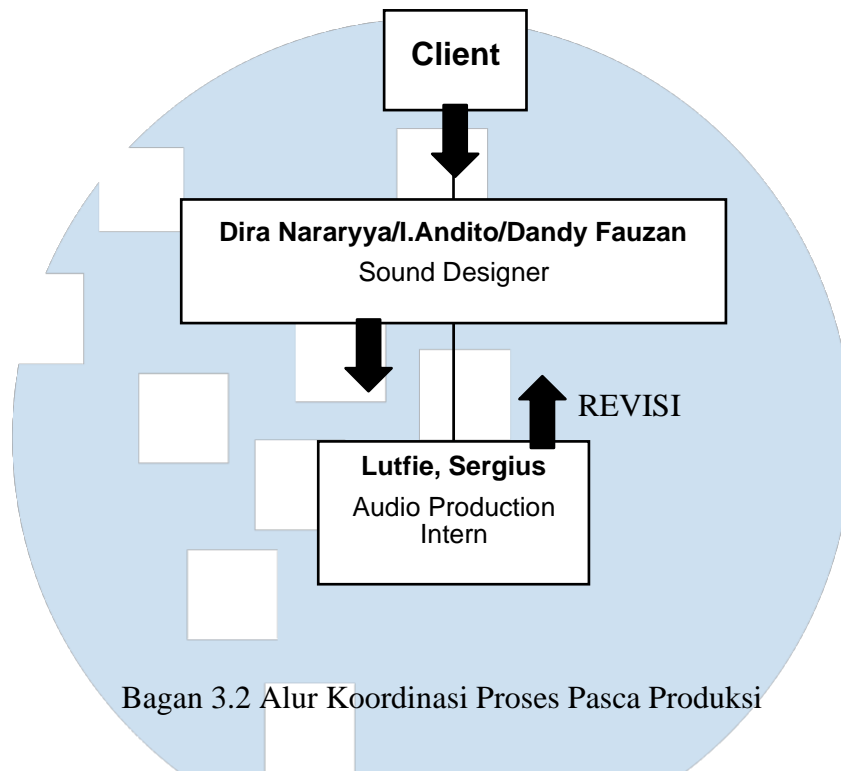 Client
Dira Nararyya/I.Andito/Dandy Fauzan
Sound Designer
REVISI
Lutfie, Sergius
Audio Production
Intern
Bagan 3.2 Alur Koordinasi Proses Pasca Produksi